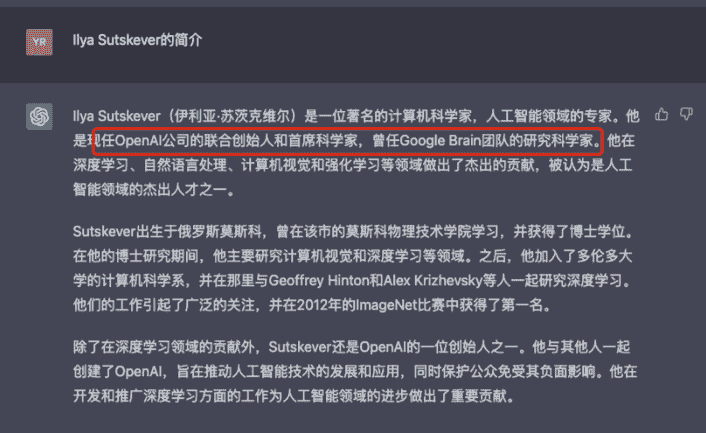 YR
Ilya Sutskever的简介
Ilya Sutskever（伊利亚·苏茨克维尔）是一位著名的计算机科学家，人工智能领域的专家。他
是现任OpenAI公司的联合创始人和首席科学家，曾任Google Brain团队的研究科学家。他在
深度学习、自然语言处理、计算机视觉和强化学习等领域做出了杰出的贡献，被认为是人工
智能领域的杰出人才之一。
Sutskever出生于俄罗斯莫斯科，曾在该市的莫斯科物理技术学院学习，并获得了博士学位。
在他的博士研究期间，他主要研究计算机视觉和深度学习等领域。之后，他加入了多伦多大
学的计算机科学系，并在那里与Geoffrey Hinton和Alex Krizhevsky等人一起研究深度学习。
他们的工作引起了广泛的关注，并在2012年的ImageNet比赛中获得了第一名。
除了在深度学习领域的贡献外，Sutskever还是OpenAI的一位创始人之一。他与其他人一起
创建了OpenAI，旨在推动人工智能技术的发展和应用，同时保护公众免受其负面影响。他在
开发和推广深度学习方面的工作为人工智能领域的进步做出了重要贡献。